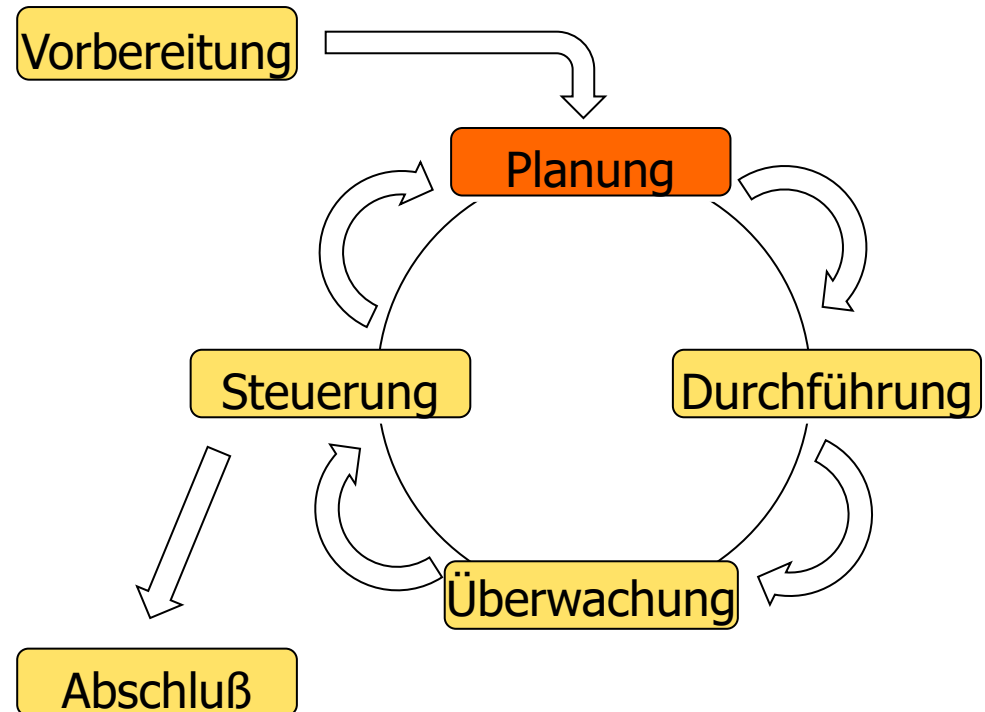 Vorbereitung
Planung
Steuerung
Durchführung
Überwachung
Abschluß